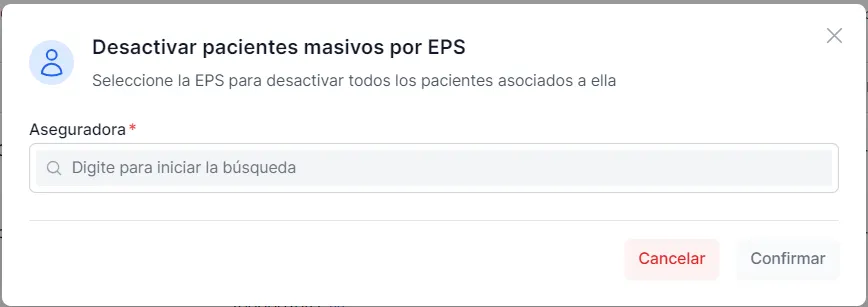 Desactivar pacientes masivos por EPS
Seleccione la EPS para desactivar todos los pacientes asociados a ella
Aseguradora *
Digite para iniciar la búsqueda
Cancelar
Confirmar